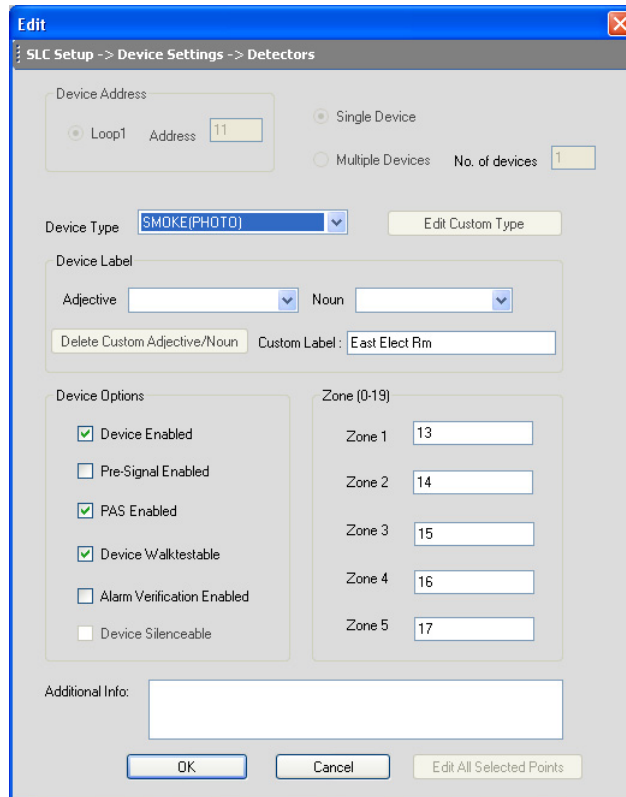 Edit
SLC Setup -> Device Settings -> Detectors
Device Address
Loop1 Address 11
Single Device
Multiple Devices No. of devices 1
Device Type SMOKE(PHOTO) Edit Custom Type
Device Label
Adjective Noun
Delete Custom Adjective/Noun Custom Label : East Elect Rm
Device Options
Device Enabled
Pre-Signal Enabled
PAS Enabled
Device Walktestable
Alarm Verification Enabled
Device Silenceable
Zone (0-19)
Zone 1 13
Zone 2 14
Zone 3 15
Zone 4 16
Zone 5 17
Additional Info:
OK Cancel Edit All Selected Points